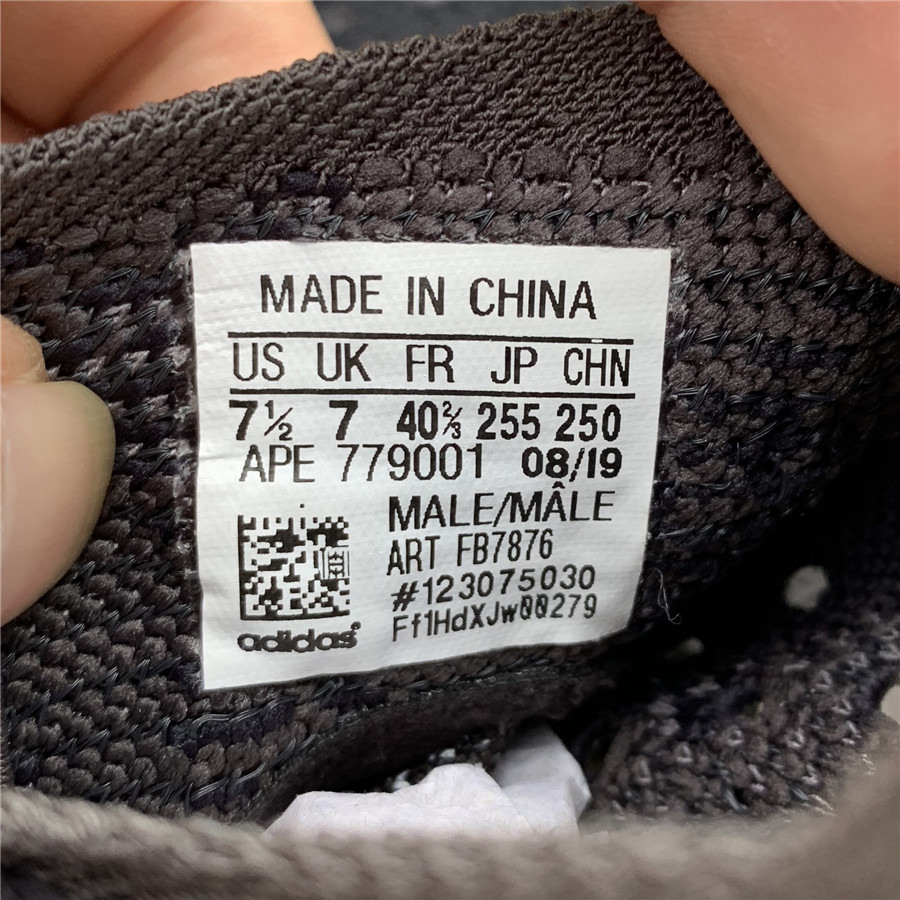 MADE IN CHINA
US UK FR JP CHN
7½ 7 40⅔ 255 250
APE 779001 08/19
MALE/MÂLE
ART FB7876
#123075030
Ff1HdXJw00279
adidas®